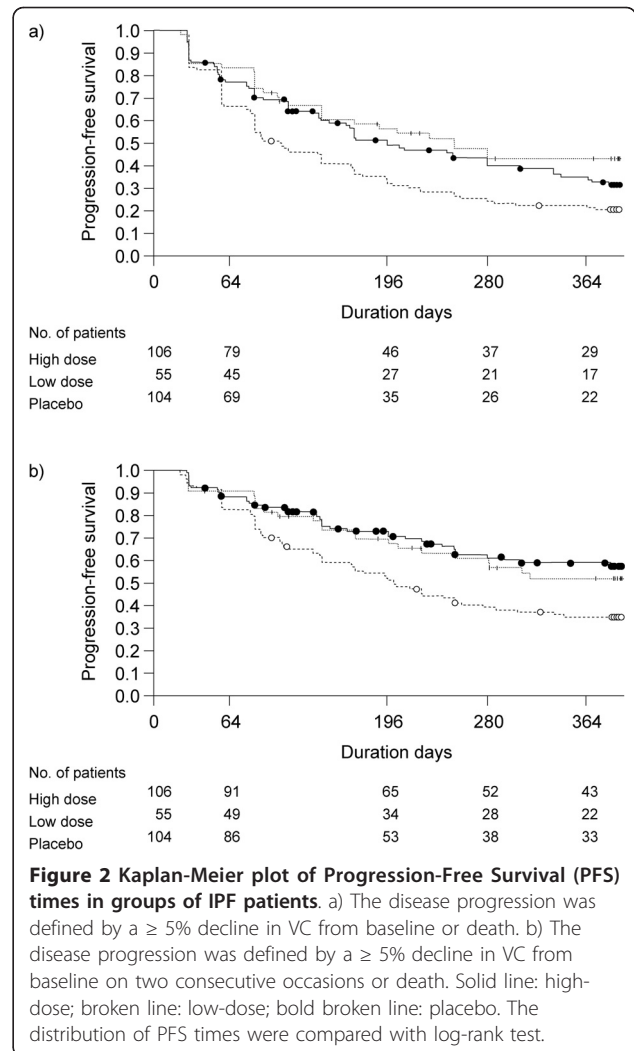 a)
Progression-free survival
1.0
0.9
0.8
0.7
0.6
0.5
0.4
0.3
0.2
0.1
0.0
0 64 196 280 364
Duration days
No. of patients
High dose 106 79 46 37 29
Low dose 55 45 27 21 17
Placebo 104 69 35 26 22
b)
Progression-free survival
1.0
0.9
0.8
0.7
0.6
0.5
0.4
0.3
0.2
0.1
0.0
0 64 196 280 364
Duration days
No. of patients
High dose 106 91 65 52 43
Low dose 55 49 34 28 22
Placebo 104 86 53 38 33
Figure 2 Kaplan-Meier plot of Progression-Free Survival (PFS)
times in groups of IPF patients. a) The disease progression was
defined by a ≥ 5% decline in VC from baseline or death. b) The
disease progression was defined by a ≥ 5% decline in VC from
baseline on two consecutive occasions or death. Solid line: high-
dose; broken line: low-dose; bold broken line: placebo. The
distribution of PFS times were compared with log-rank test.